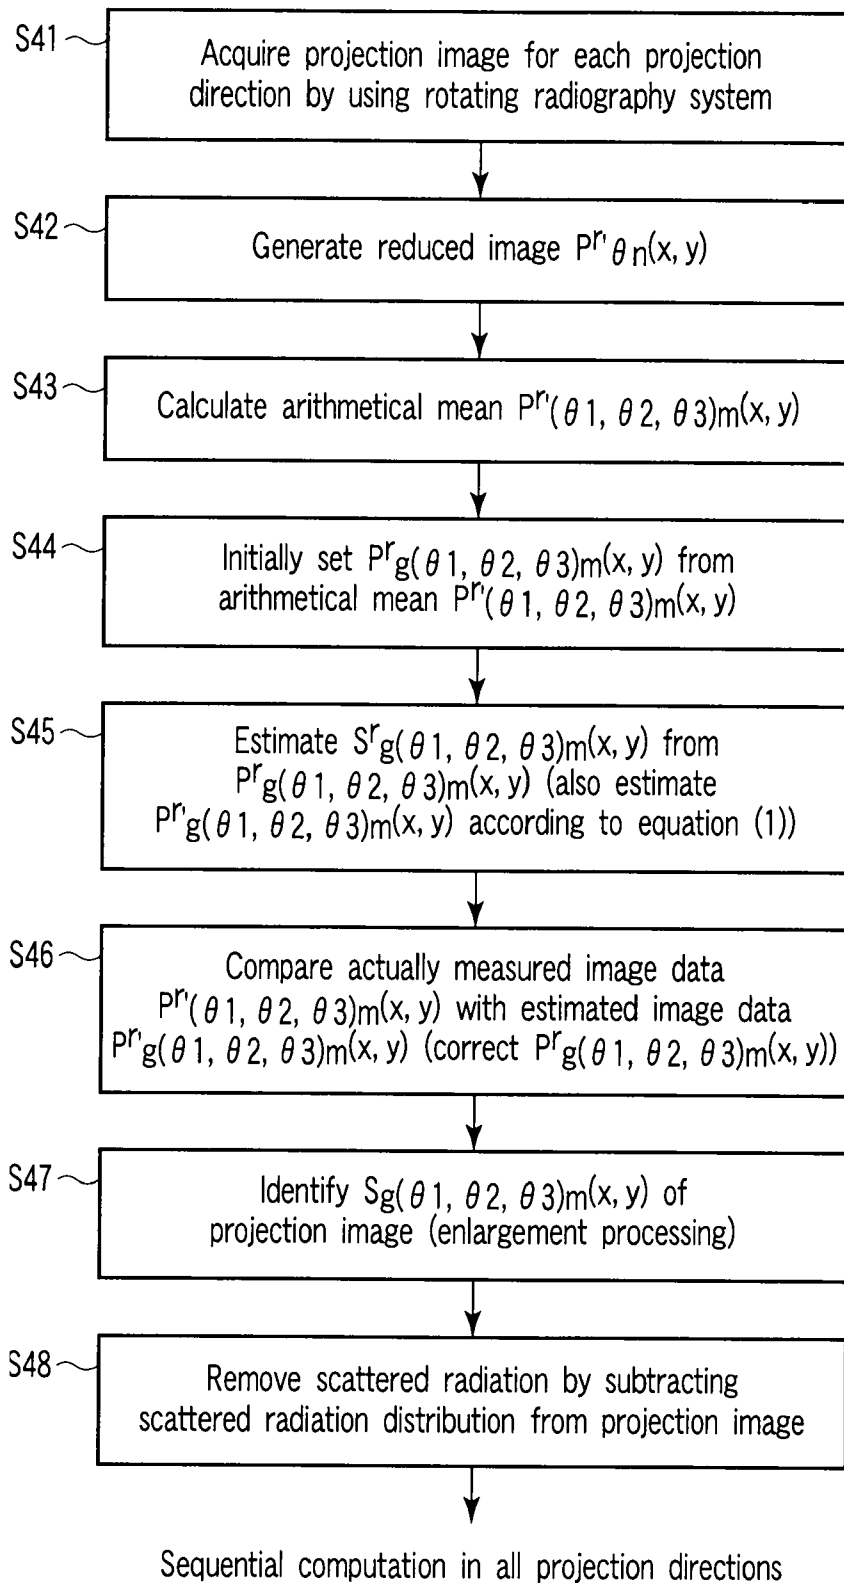 S41
Acquire projection image for each projection
direction by using rotating radiography system
S42
Generate reduced image Pr'θn(x, y)
S43
Calculate arithmetical mean Pr'(θ1, θ2, θ3)m(x, y)
S44
Initially set Prg(θ1, θ2, θ3)m(x, y) from
arithmetical mean Pr'(θ1, θ2, θ3)m(x, y)
S45
Estimate Srg(θ1, θ2, θ3)m(x, y) from
Prg(θ1, θ2, θ3)m(x, y) (also estimate
Pr'g(θ1, θ2, θ3)m(x, y) according to equation (1))
S46
Compare actually measured image data
Pr'(θ1, θ2, θ3)m(x, y) with estimated image data
Pr'g(θ1, θ2, θ3)m(x, y) (correct Prg(θ1, θ2, θ3)m(x, y))
S47
Identify Sg(θ1, θ2, θ3)m(x, y) of
projection image (enlargement processing)
S48
Remove scattered radiation by subtracting
scattered radiation distribution from projection image
Sequential computation in all projection directions